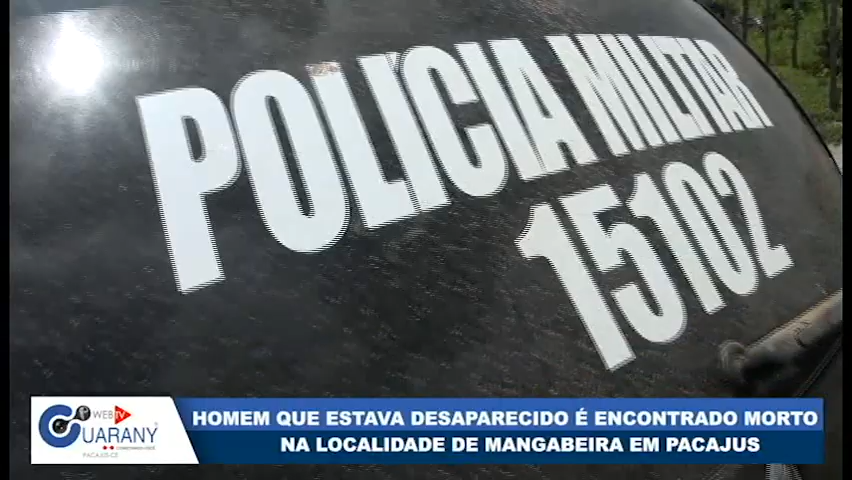 POLICIA MILITAR
15102
WEB TV
GUARANY
PACAJUS-CE
HOMEM QUE ESTAVA DESAPARECIDO É ENCONTRADO MORTO
NA LOCALIDADE DE MANGABEIRA EM PACAJUS